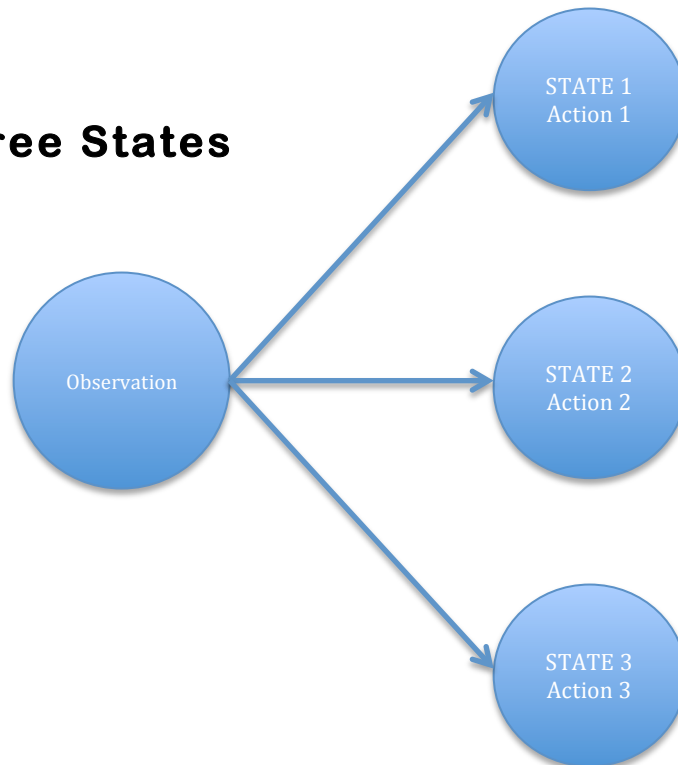 ree States
STATE 1
Action 1
Observation
STATE 2
Action 2
STATE 3
Action 3